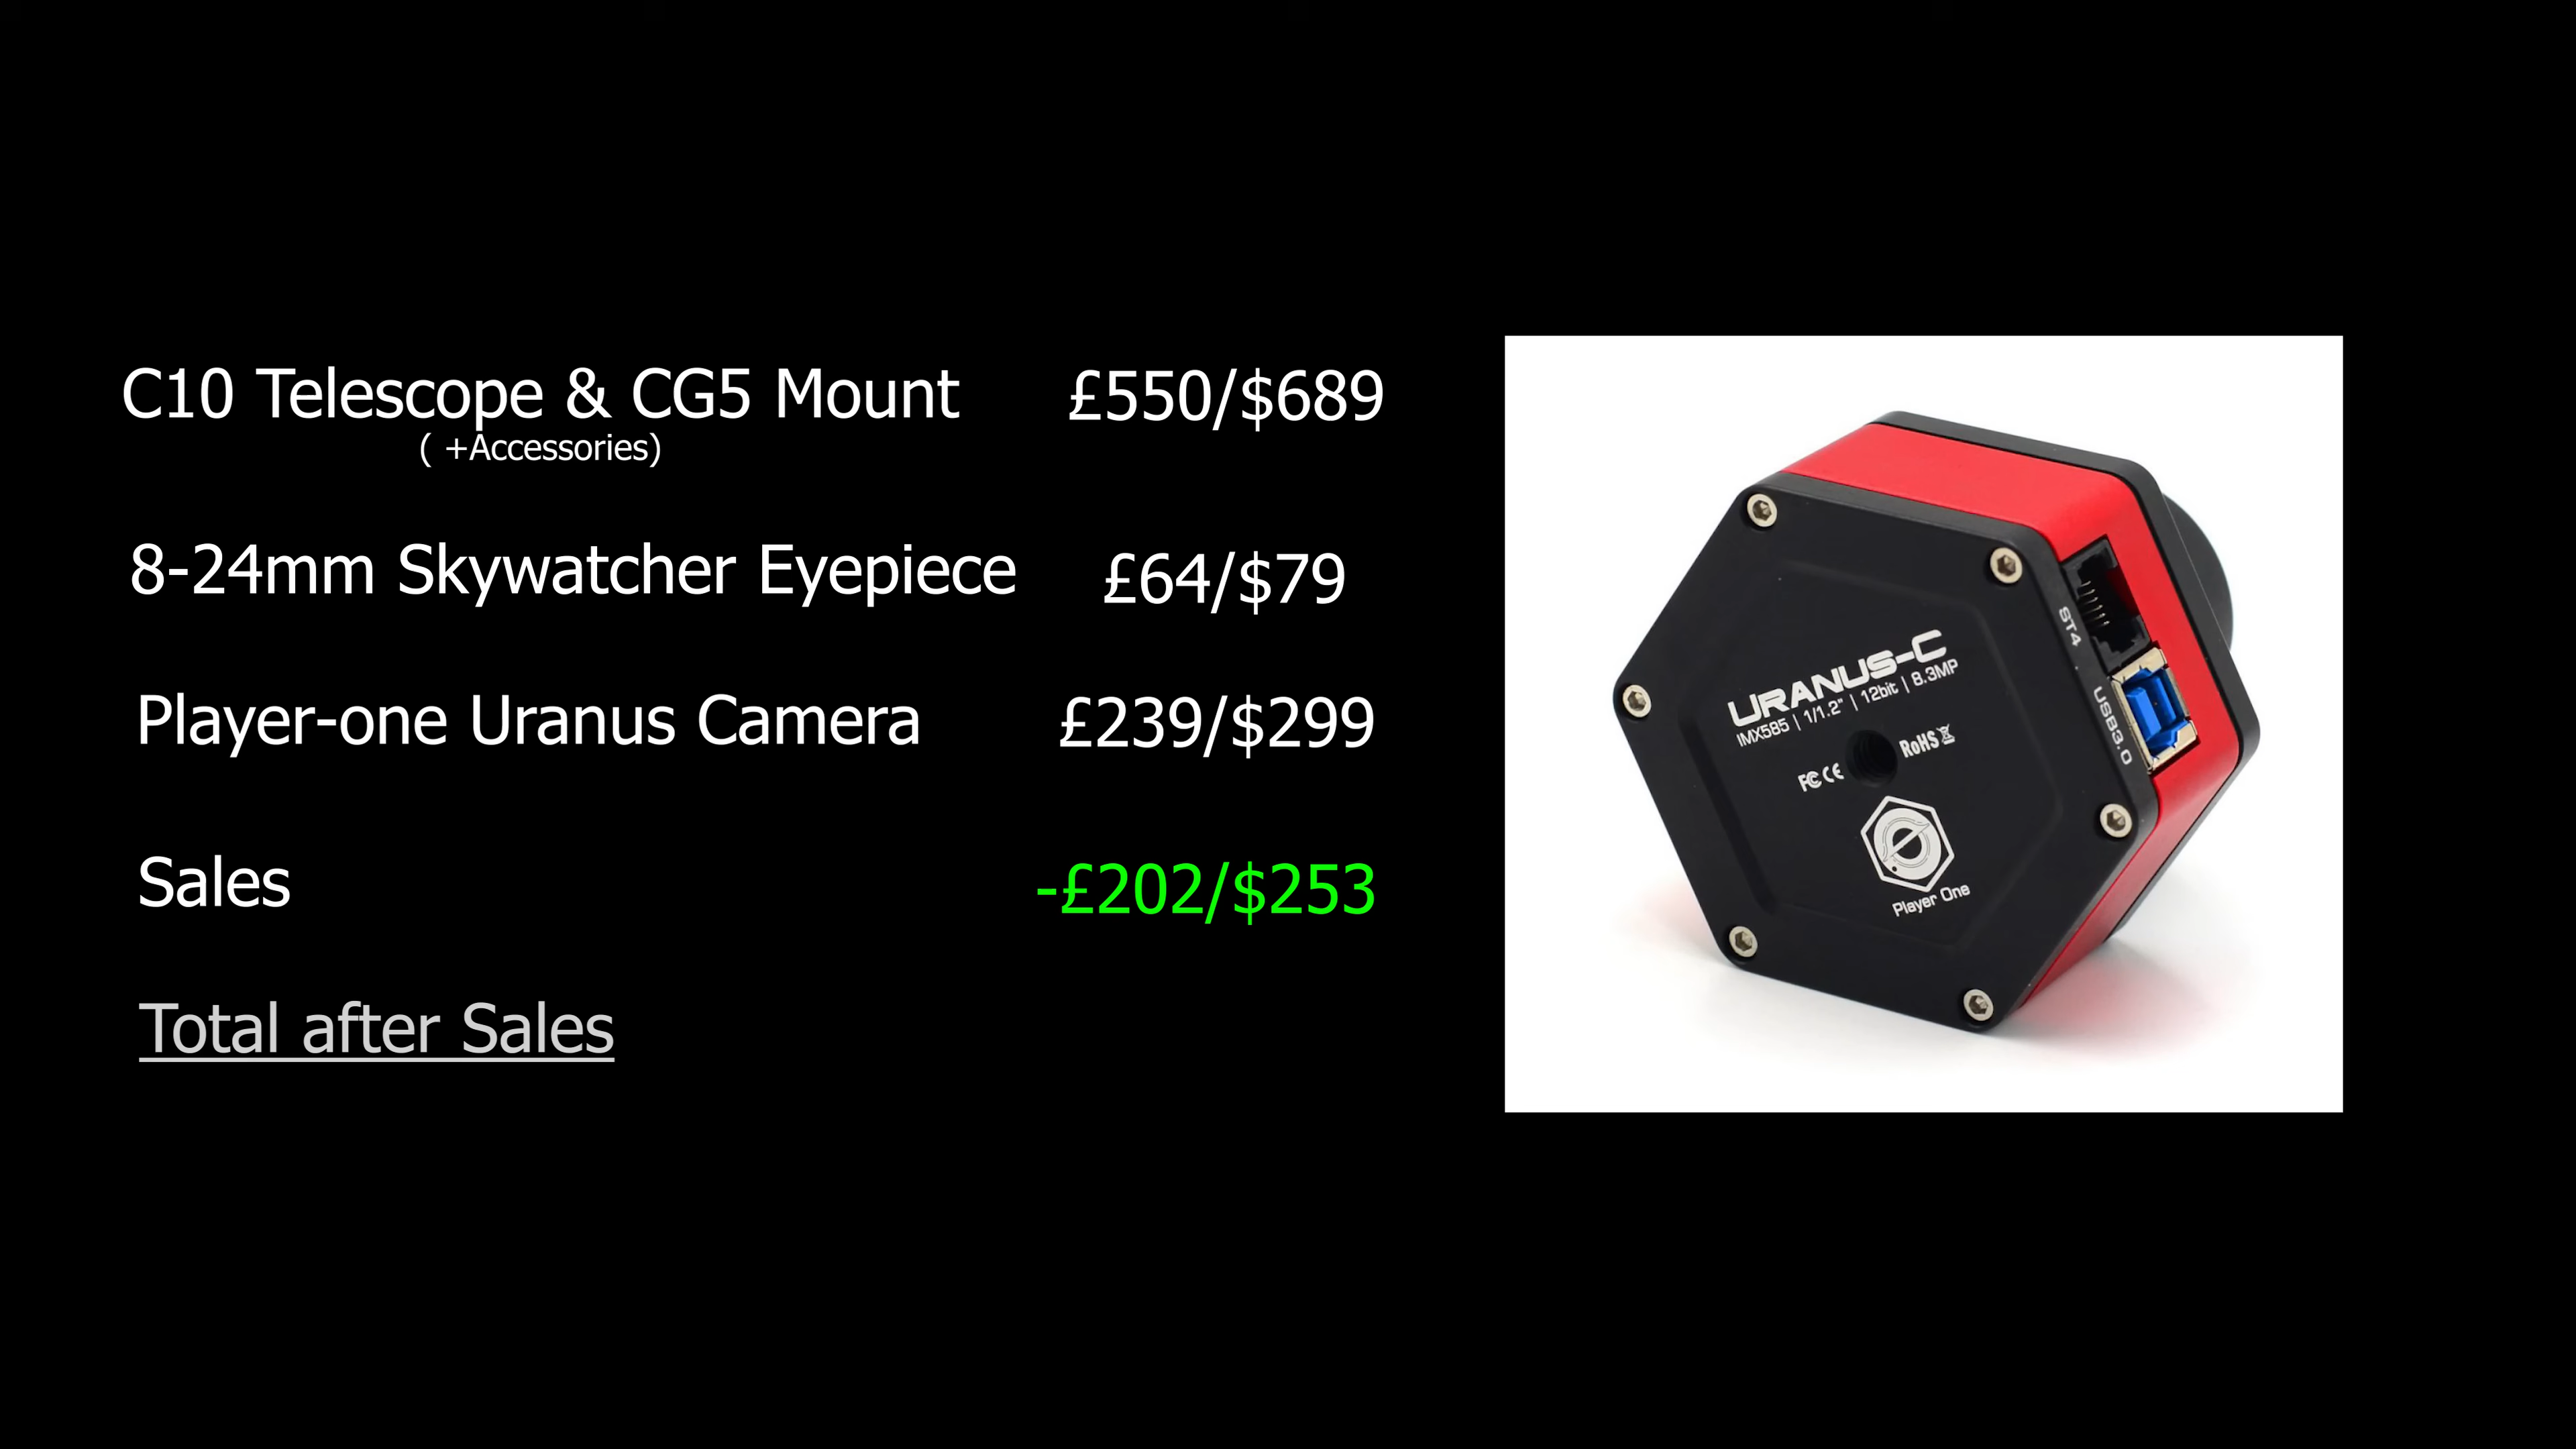 C10 Telescope & CG5 Mount £550/$689
( +Accessories)
8-24mm Skywatcher Eyepiece £64/$79
Player-one Uranus Camera £239/$299
Sales -£202/$253
Total after Sales
URANUS-C
IMX585 | 1/1.2" | 12bit | 8.3MP
FC CE RoHS
Player One
ST4
USB3.0